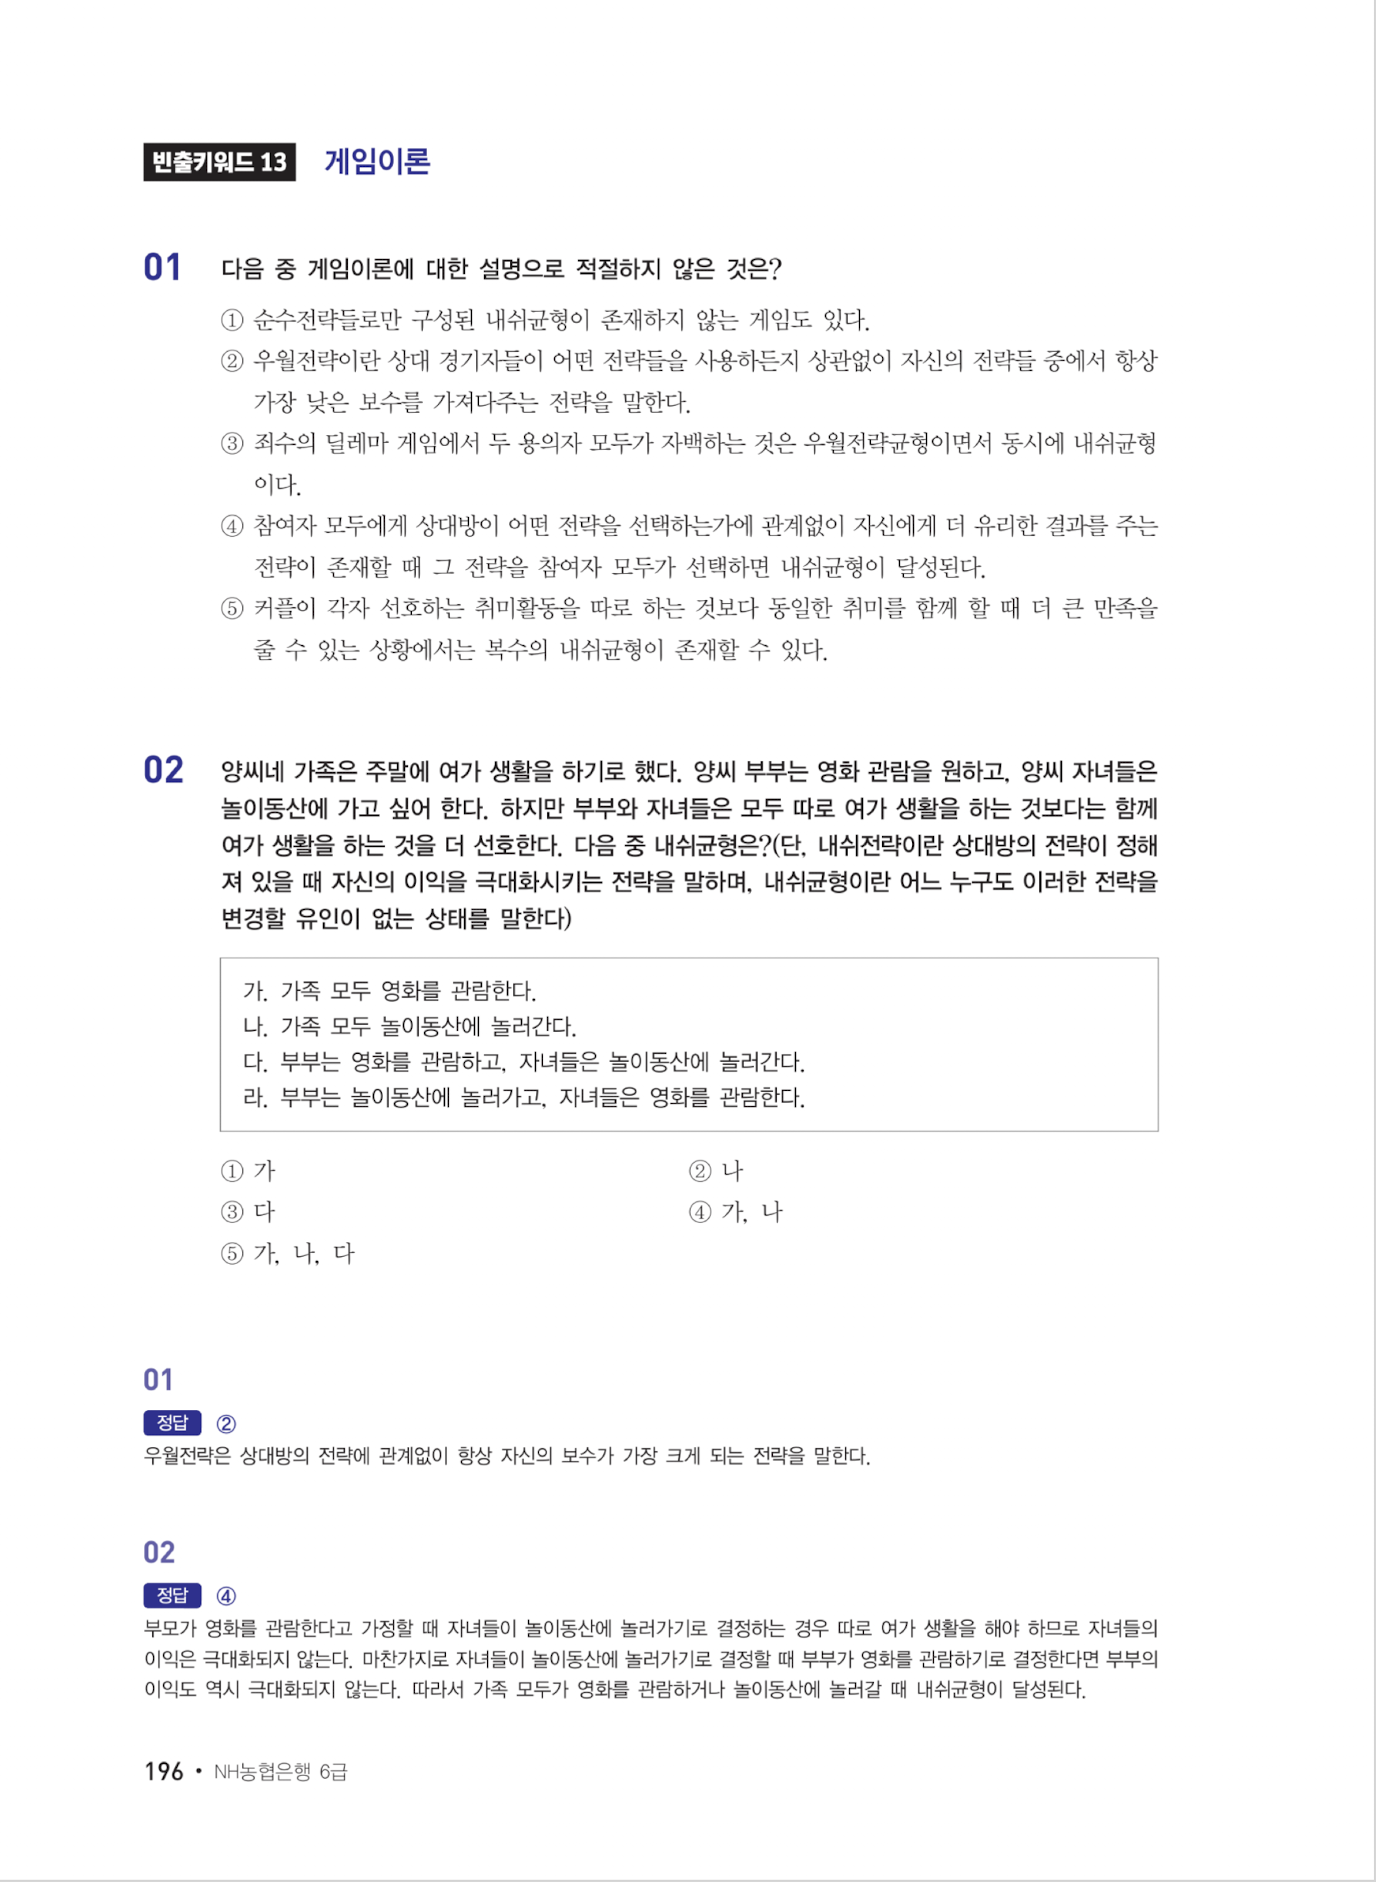 빈출키워드 13 게임이론
01 다음 중 게임이론에 대한 설명으로 적절하지 않은 것은?
① 순수전략들로만 구성된 내쉬균형이 존재하지 않는 게임도 있다.
② 우월전략이란 상대 경기자들이 어떤 전략들을 사용하든지 상관없이 자신의 전략들 중에서 항상
가장 낮은 보수를 가져다주는 전략을 말한다.
③ 죄수의 딜레마 게임에서 두 용의자 모두가 자백하는 것은 우월전략균형이면서 동시에 내쉬균형
이다.
④ 참여자 모두에게 상대방이 어떤 전략을 선택하는가에 관계없이 자신에게 더 유리한 결과를 주는
전략이 존재할 때 그 전략을 참여자 모두가 선택하면 내쉬균형이 달성된다.
⑤ 커플이 각자 선호하는 취미활동을 따로 하는 것보다 동일한 취미를 함께 할 때 더 큰 만족을
줄 수 있는 상황에서는 복수의 내쉬균형이 존재할 수 있다.
02 양씨네 가족은 주말에 여가 생활을 하기로 했다. 양씨 부부는 영화 관람을 원하고, 양씨 자녀들은
놀이동산에 가고 싶어 한다. 하지만 부부와 자녀들은 모두 따로 여가 생활을 하는 것보다는 함께
여가 생활을 하는 것을 더 선호한다. 다음 중 내쉬균형은?(단, 내쉬전략이란 상대방의 전략이 정해
져 있을 때 자신의 이익을 극대화시키는 전략을 말하며, 내쉬균형이란 어느 누구도 이러한 전략을
변경할 유인이 없는 상태를 말한다)
가. 가족 모두 영화를 관람한다.
나. 가족 모두 놀이동산에 놀러간다.
다. 부부는 영화를 관람하고, 자녀들은 놀이동산에 놀러간다.
라. 부부는 놀이동산에 놀러가고, 자녀들은 영화를 관람한다.
① 가 ② 나
③ 다 ④ 가, 나
⑤ 가, 나, 다
01
정답 ②
우월전략은 상대방의 전략에 관계없이 항상 자신의 보수가 가장 크게 되는 전략을 말한다.
02
정답 ④
부모가 영화를 관람한다고 가정할 때 자녀들이 놀이동산에 놀러가기로 결정하는 경우 따로 여가 생활을 해야 하므로 자녀들의
이익은 극대화되지 않는다. 마찬가지로 자녀들이 놀이동산에 놀러가기로 결정할 때 부부가 영화를 관람하기로 결정한다면 부부의
이익도 역시 극대화되지 않는다. 따라서 가족 모두가 영화를 관람하거나 놀이동산에 놀러갈 때 내쉬균형이 달성된다.
196 • NH농협은행 6급